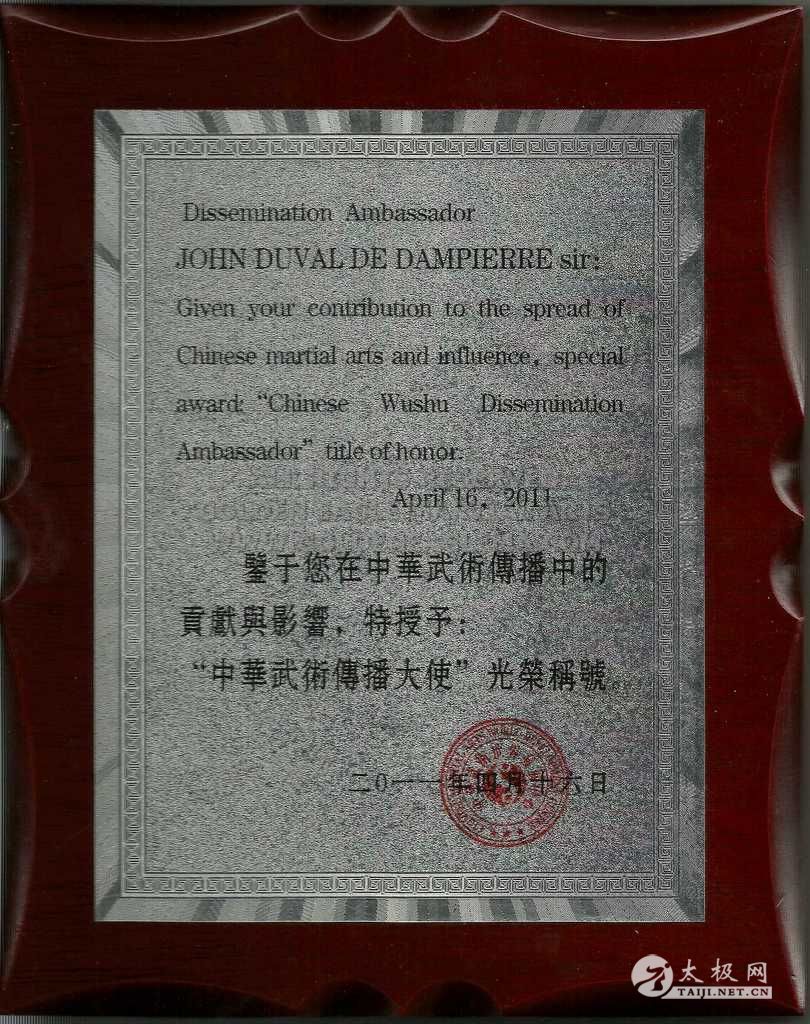 Dissemination Ambassador
JOHN DUVAL DE DAMPIERRE sir:
Given your contribution to the spread of
Chinese martial arts and influence, special
award: “Chinese Wushu Dissemination
Ambassador” title of honor.
April 16, 2011
鑒于您在中華武術傳播中的
貢獻與影響，特授予：
“中華武術傳播大使”光榮稱號。
二〇一一年四月十六日
太极网
TAIJI.NET.CN